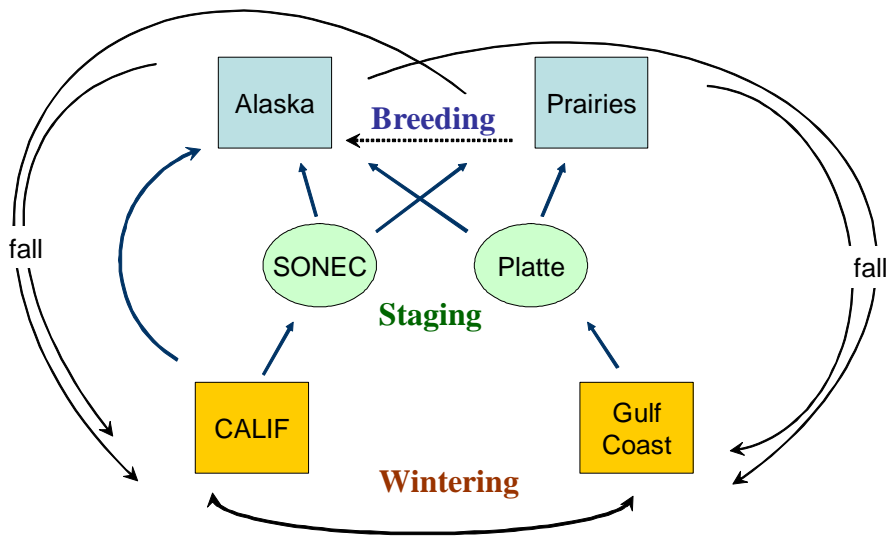 Alaska
Prairies
Breeding
fall
SONEC
Platte
fall
Staging
CALIF
Gulf
Coast
Wintering